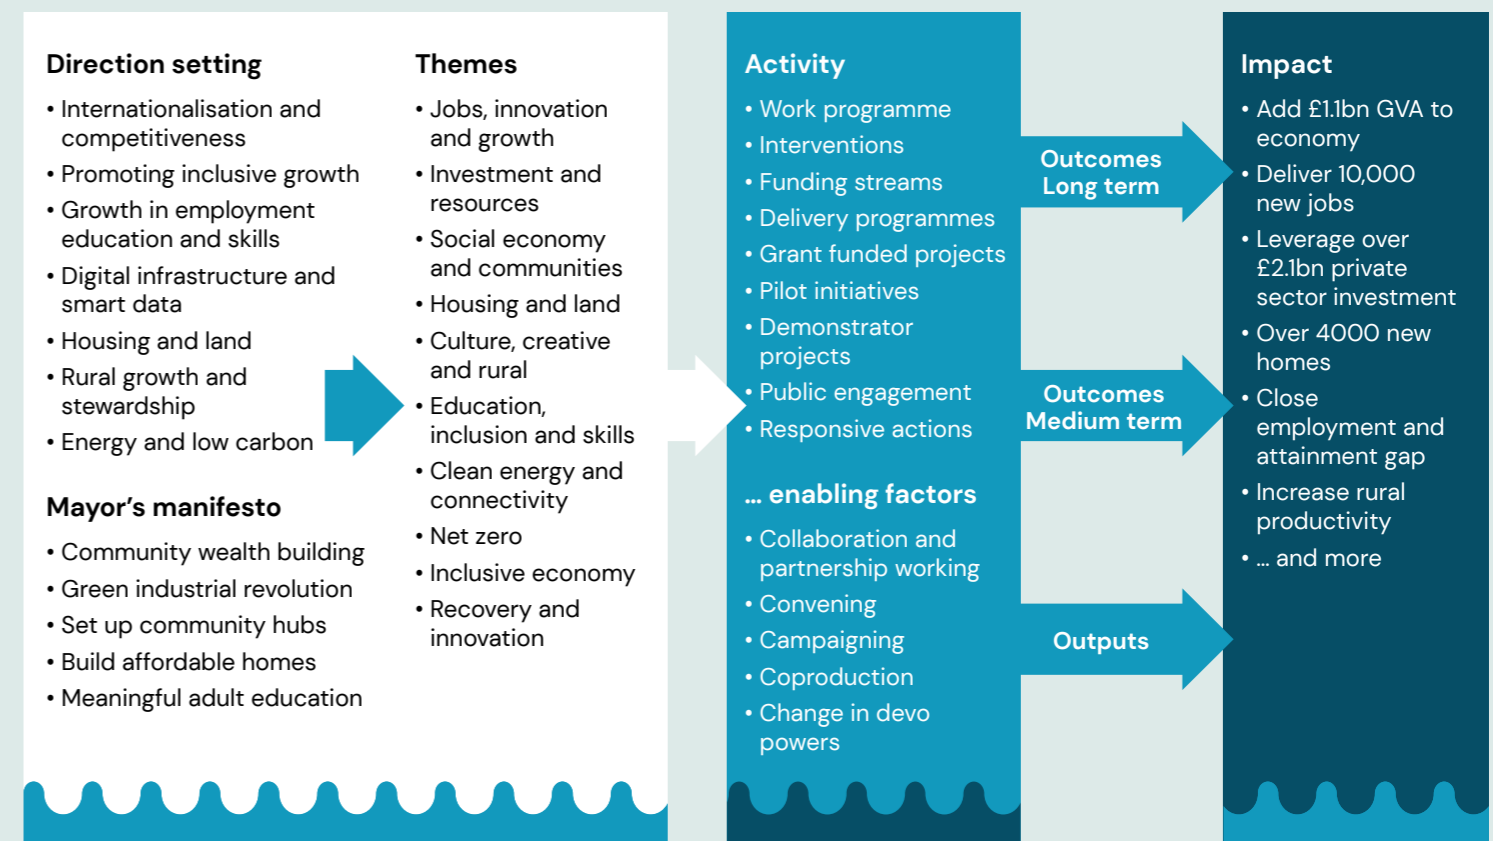 Direction setting
• Internationalisation and
competitiveness
• Promoting inclusive growth
• Growth in employment
education and skills
• Digital infrastructure and
smart data
• Housing and land
• Rural growth and
stewardship
• Energy and low carbon
Mayor's manifesto
• Community wealth building
• Green industrial revolution
• Set up community hubs
• Build affordable homes
• Meaningful adult education
Themes
• Jobs, innovation
and growth
• Investment and
resources
• Social economy
and communities
• Housing and land
• Culture, creative
and rural
• Education,
inclusion and skills
• Clean energy and
connectivity
• Net zero
• Inclusive economy
• Recovery and
innovation
Activity
• Work programme
• Interventions
• Funding streams
• Delivery programmes
• Grant funded projects
• Pilot initiatives
• Demonstrator
projects
• Public engagement
• Responsive actions
... enabling factors
• Collaboration and
partnership working
• Convening
• Campaigning
• Coproduction
• Change in devo
powers
Outcomes
Long term
Outcomes
Medium term
Outputs
Impact
• Add £1.1bn GVA to
economy
• Deliver 10,000
new jobs
• Leverage over
£2.1bn private
sector investment
• Over 4000 new
homes
• Close
employment and
attainment gap
• Increase rural
productivity
• ... and more